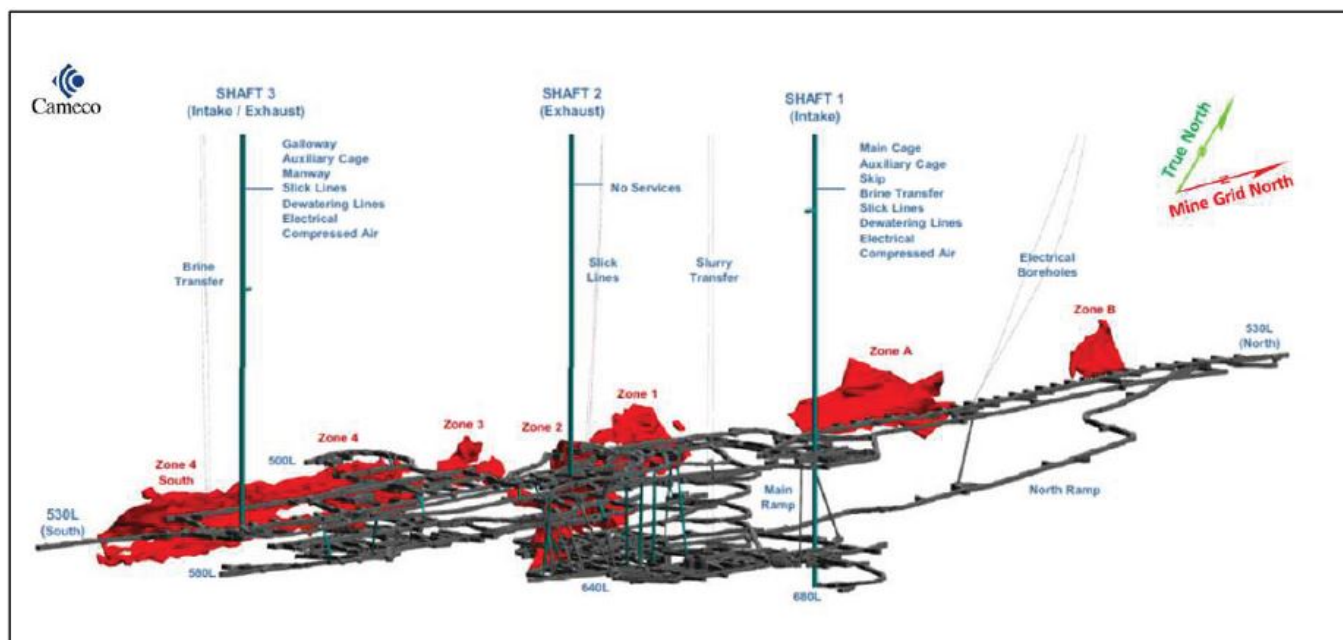 Cameco
SHAFT 3
(Intake / Exhaust)
Galloway
Auxiliary Cage
Manway
Slick Lines
Dewatering Lines
Electrical
Compressed Air
Brine
Transfer
SHAFT 2
(Exhaust)
No Services
Slick
Lines
Slurry
Transfer
SHAFT 1
(Intake)
Main Cage
Auxiliary Cage
Skip
Brine Transfer
Slick Lines
Dewatering Lines
Electrical
Compressed Air
Electrical
Boreholes
True North
Mine Grid North
Zone B
530L
(North)
Zone A
Zone 1
Zone 2
Zone 3
Zone 4
500L
Zone 4
South
530L
(South)
580L
640L
Main
Ramp
680L
North Ramp